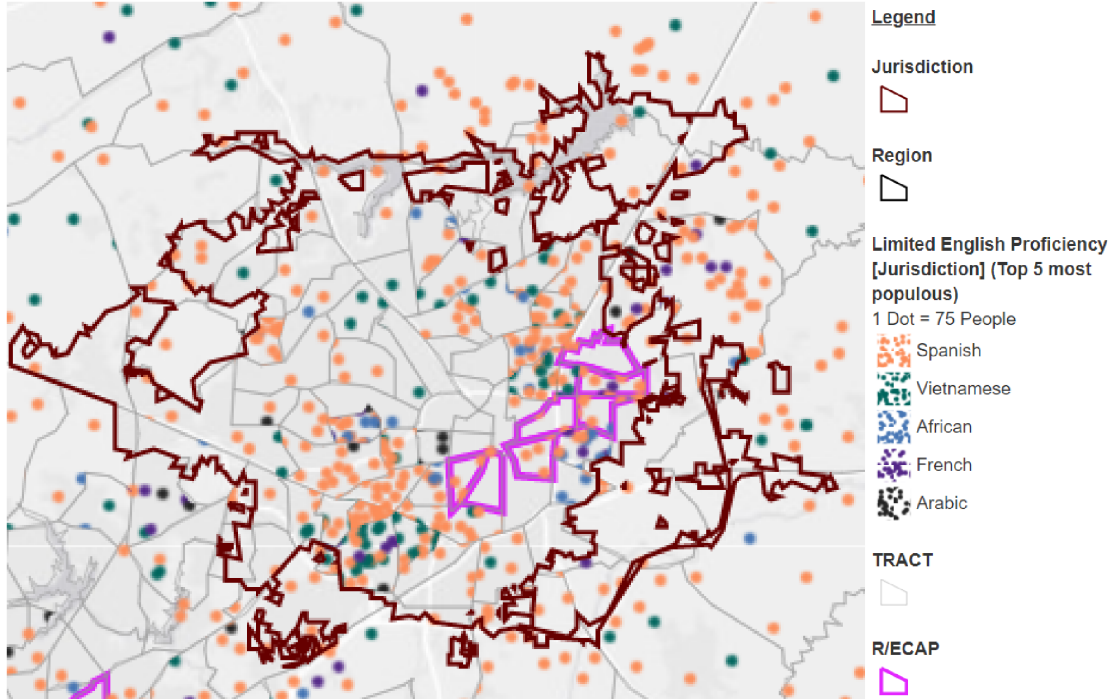 Legend
Jurisdiction
Region
Limited English Proficiency
[Jurisdiction] (Top 5 most
populous)
1 Dot = 75 People
Spanish
Vietnamese
African
French
Arabic
TRACT
R/ECAP